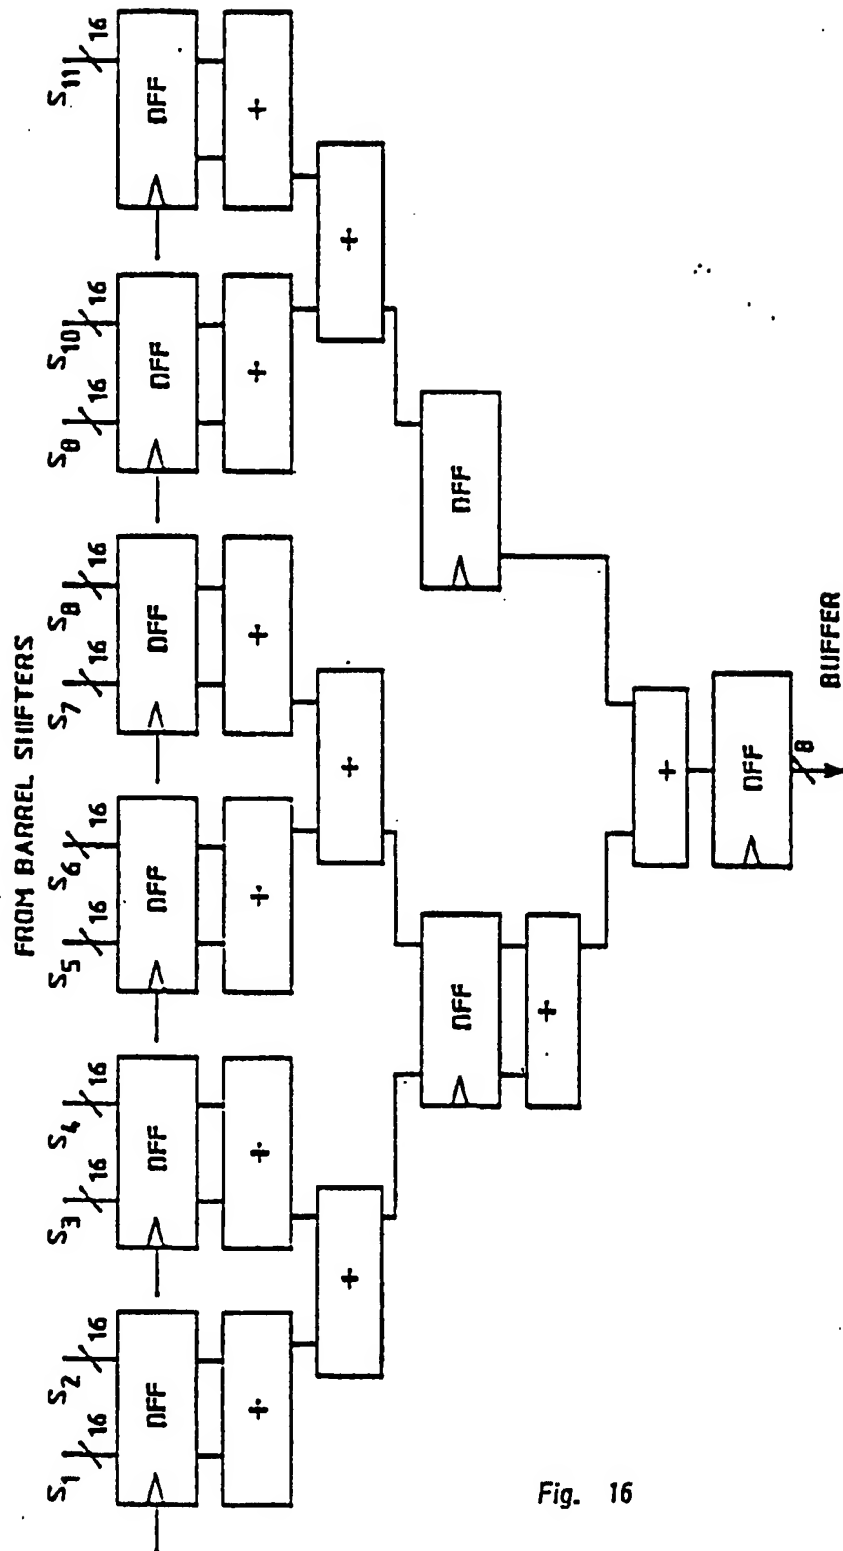 FROM BARREL SHIFTERS
S1 16 S2 16 S3 16 S4 16 S5 16 S6 16 S7 16 S8 16 S9 16 S10 16 S11 16
DFF DFF DFF DFF DFF DFF
+ + + + + +
+ + +
DFF DFF
+
+
DFF
8
BUFFER
Fig. 16